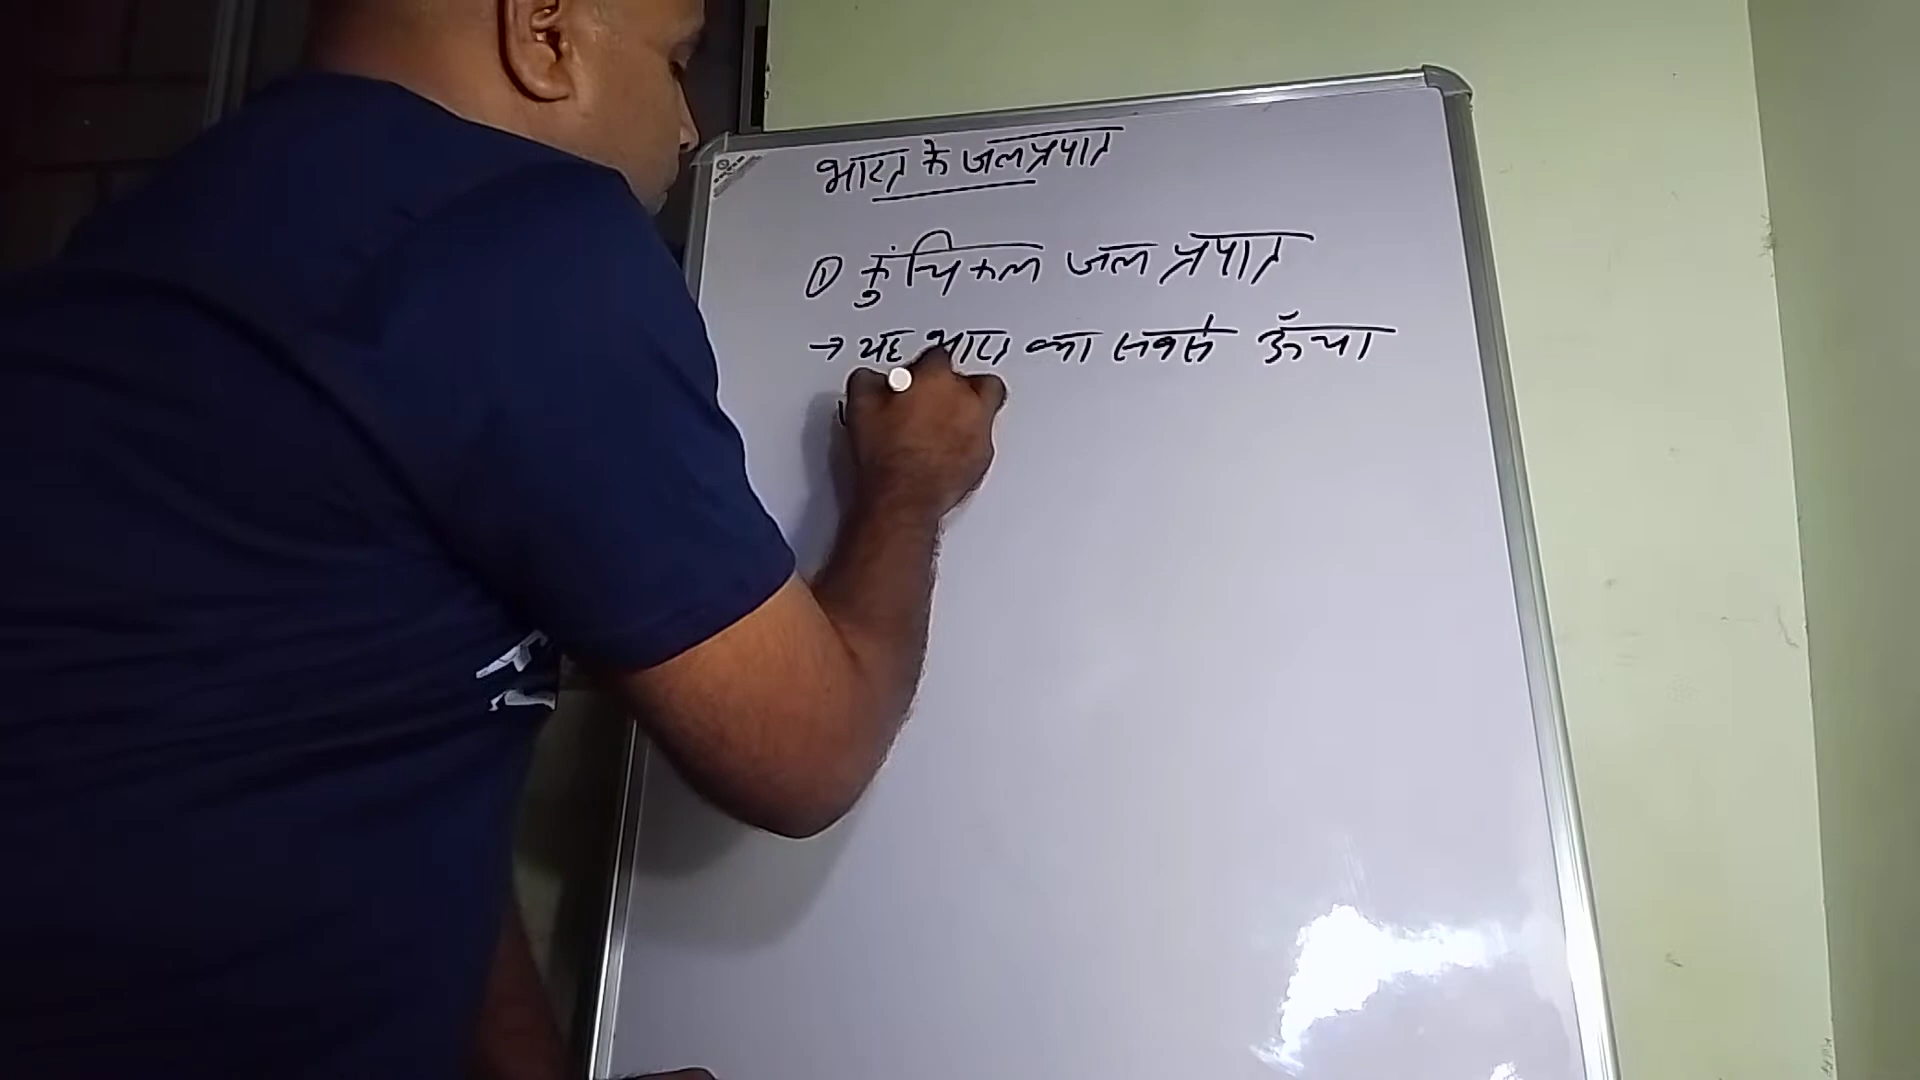 भारत के जलप्रपात
① कुंचिकल जल प्रपात
→ यह भारत का सबसे ऊँचा